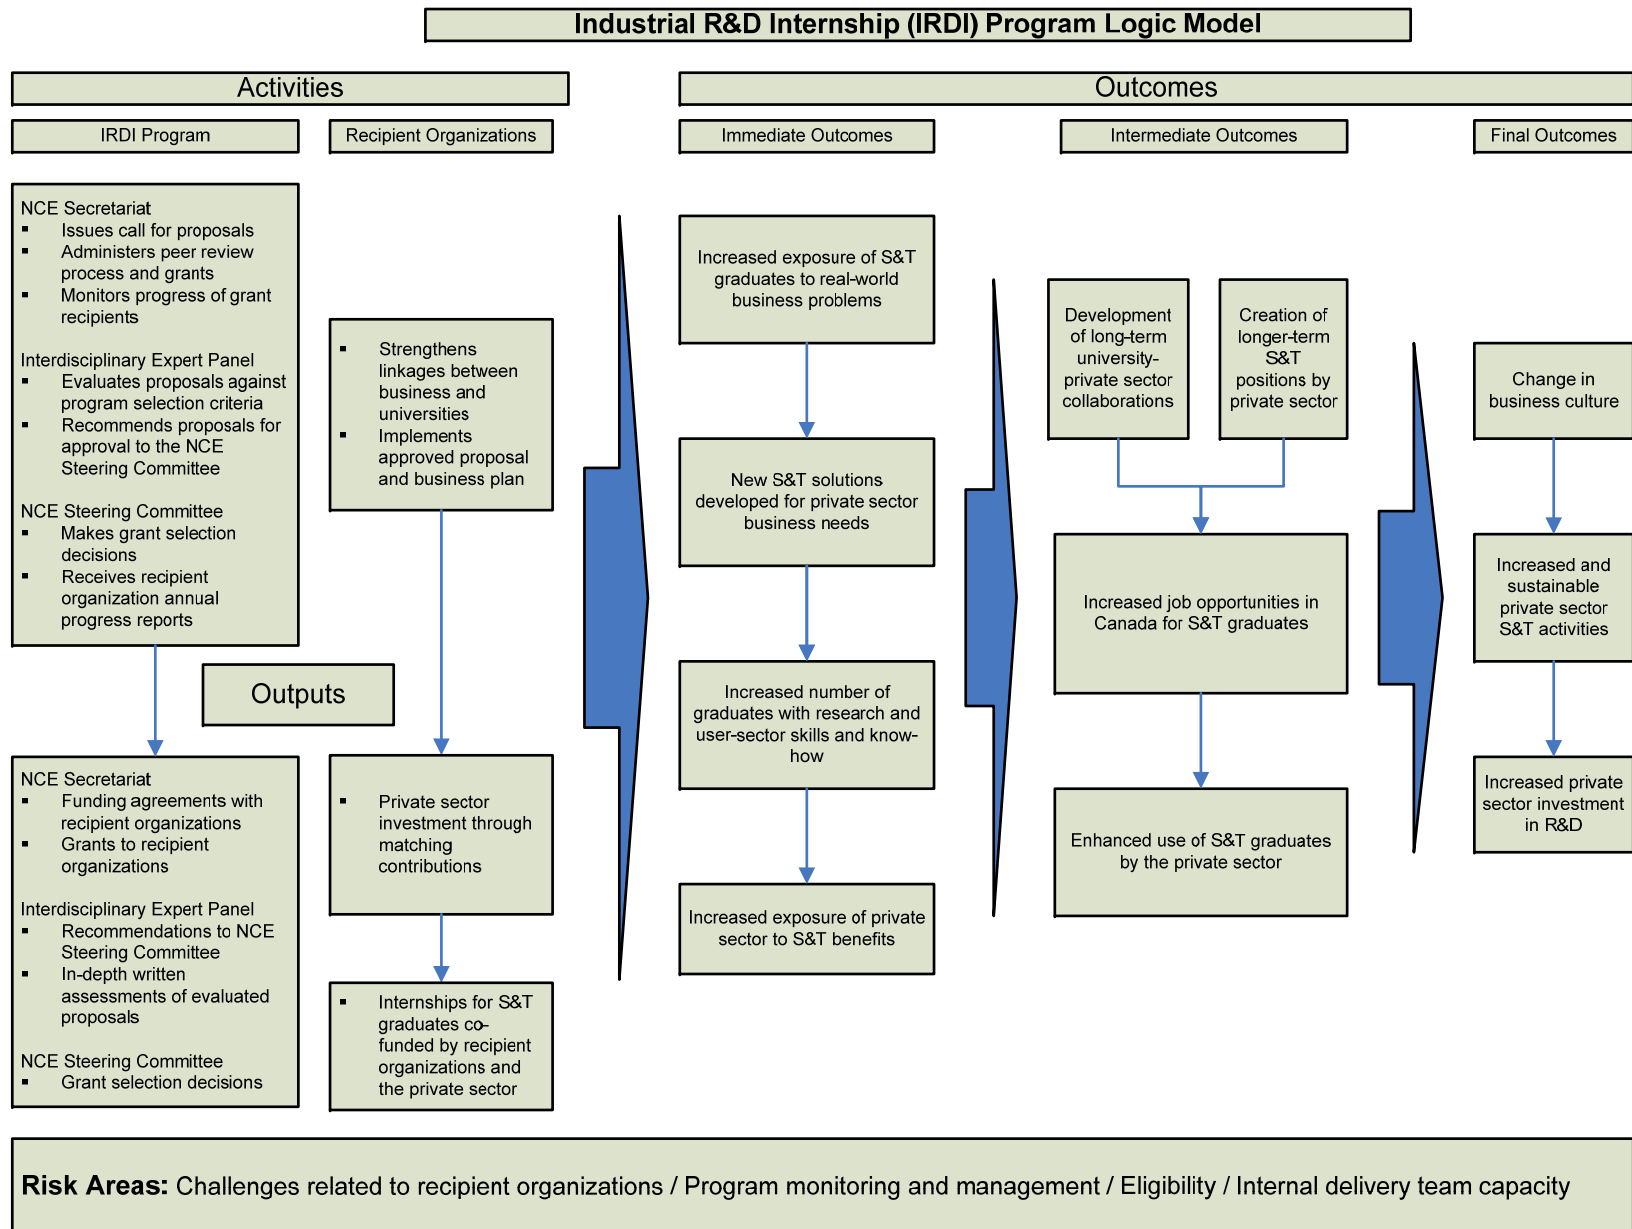 Industrial R&D Internship (IRDI) Program Logic Model
Activities
Outcomes
IRDI Program
Recipient Organizations
Immediate Outcomes
Intermediate Outcomes
Final Outcomes
NCE Secretariat
▪ Issues call for proposals
▪ Administers peer review
process and grants
▪ Monitors progress of grant
recipients
Interdisciplinary Expert Panel
▪ Evaluates proposals against
program selection criteria
▪ Recommends proposals for
approval to the NCE
Steering Committee
NCE Steering Committee
▪ Makes grant selection
decisions
▪ Receives recipient
organization annual
progress reports
▪ Strengthens
linkages between
business and
universities
▪ Implements
approved proposal
and business plan
Outputs
NCE Secretariat
▪ Funding agreements with
recipient organizations
▪ Grants to recipient
organizations
Interdisciplinary Expert Panel
▪ Recommendations to NCE
Steering Committee
▪ In-depth written
assessments of evaluated
proposals
NCE Steering Committee
▪ Grant selection decisions
▪ Private sector
investment through
matching
contributions
▪ Internships for S&T
graduates co-
funded by recipient
organizations and
the private sector
Increased exposure of S&T
graduates to real-world
business problems
New S&T solutions
developed for private sector
business needs
Increased number of
graduates with research and
user-sector skills and know-
how
Increased exposure of private
sector to S&T benefits
Development
of long-term
university-
private sector
collaborations
Creation of
longer-term
S&T
positions by
private sector
Increased job opportunities in
Canada for S&T graduates
Enhanced use of S&T graduates
by the private sector
Change in
business culture
Increased and
sustainable
private sector
S&T activities
Increased private
sector investment
in R&D
Risk Areas: Challenges related to recipient organizations / Program monitoring and management / Eligibility / Internal delivery team capacity